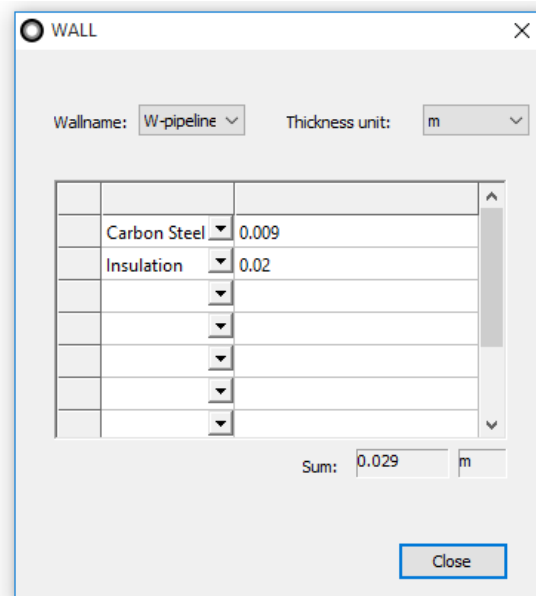 WALL
Wallname: W-pipeline Thickness unit: m
Carbon Steel 0.009
Insulation 0.02
Sum: 0.029 m
Close